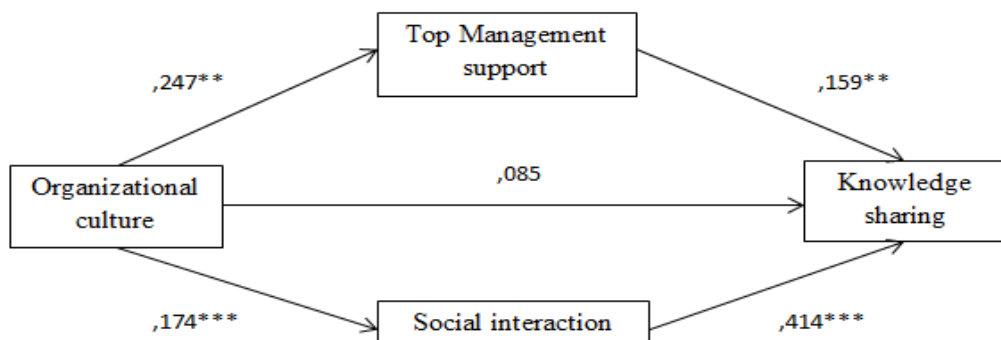 Top Management
support
,247**
,159**
,085
Organizational
culture
Knowledge
sharing
,174***
Social interaction
,414***